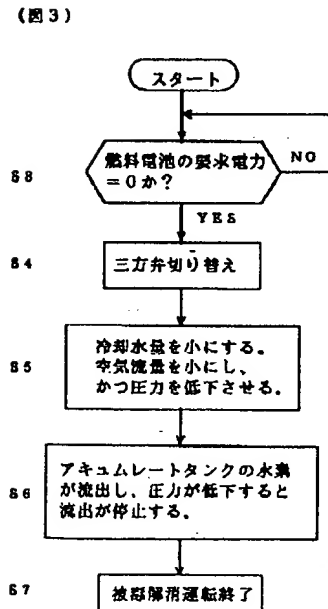 (図3)
スタート
燃料電池の要求電力
=0か?
NO
S8
YES
S4
三方弁切り替え
冷却水量を小にする。
S5
空気流量を小にし、
かつ圧力を低下させる。
アキュムレートタンクの水素
S6
が流出し、圧力が低下すると
流出が停止する。
S7
被毒解消運転終了